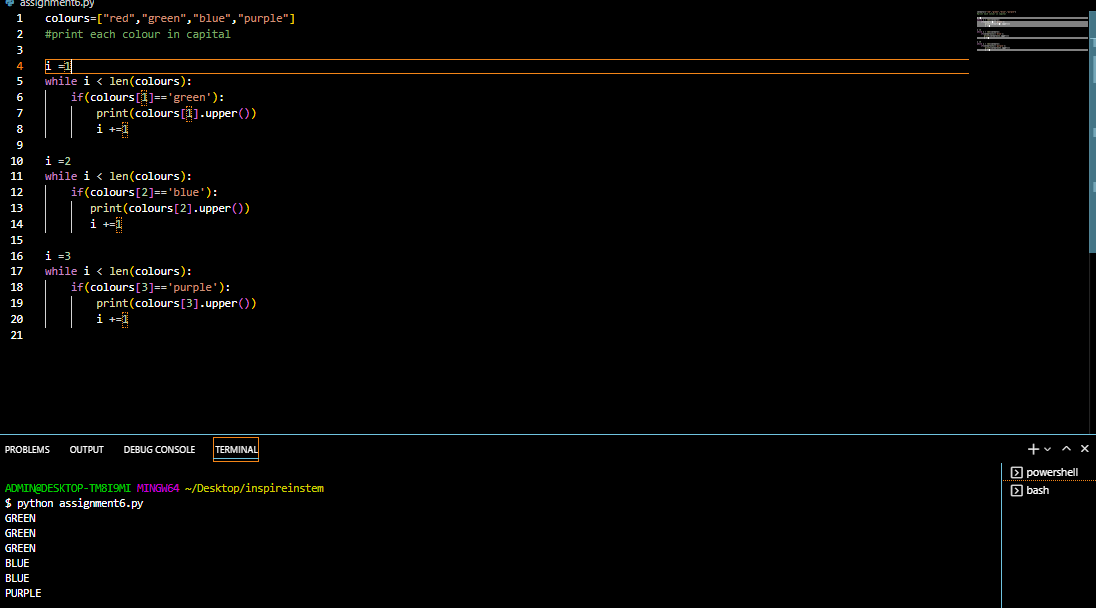 assignment6.py
1 colours=["red","green","blue","purple"]
2 #print each colour in capital
3
4 i =1
5 while i < len(colours):
6 if(colours[1]=='green'):
7 print(colours[1].upper())
8 i +=1
9
10 i =2
11 while i < len(colours):
12 if(colours[2]=='blue'):
13 print(colours[2].upper())
14 i +=1
15
16 i =3
17 while i < len(colours):
18 if(colours[3]=='purple'):
19 print(colours[3].upper())
20 i +=1
21
PROBLEMS OUTPUT DEBUG CONSOLE TERMINAL
ADMIN@DESKTOP-TM8I9MI MINGW64 ~/Desktop/inspireinstem
$ python assignment6.py
GREEN
GREEN
GREEN
BLUE
BLUE
PURPLE
powershell
bash